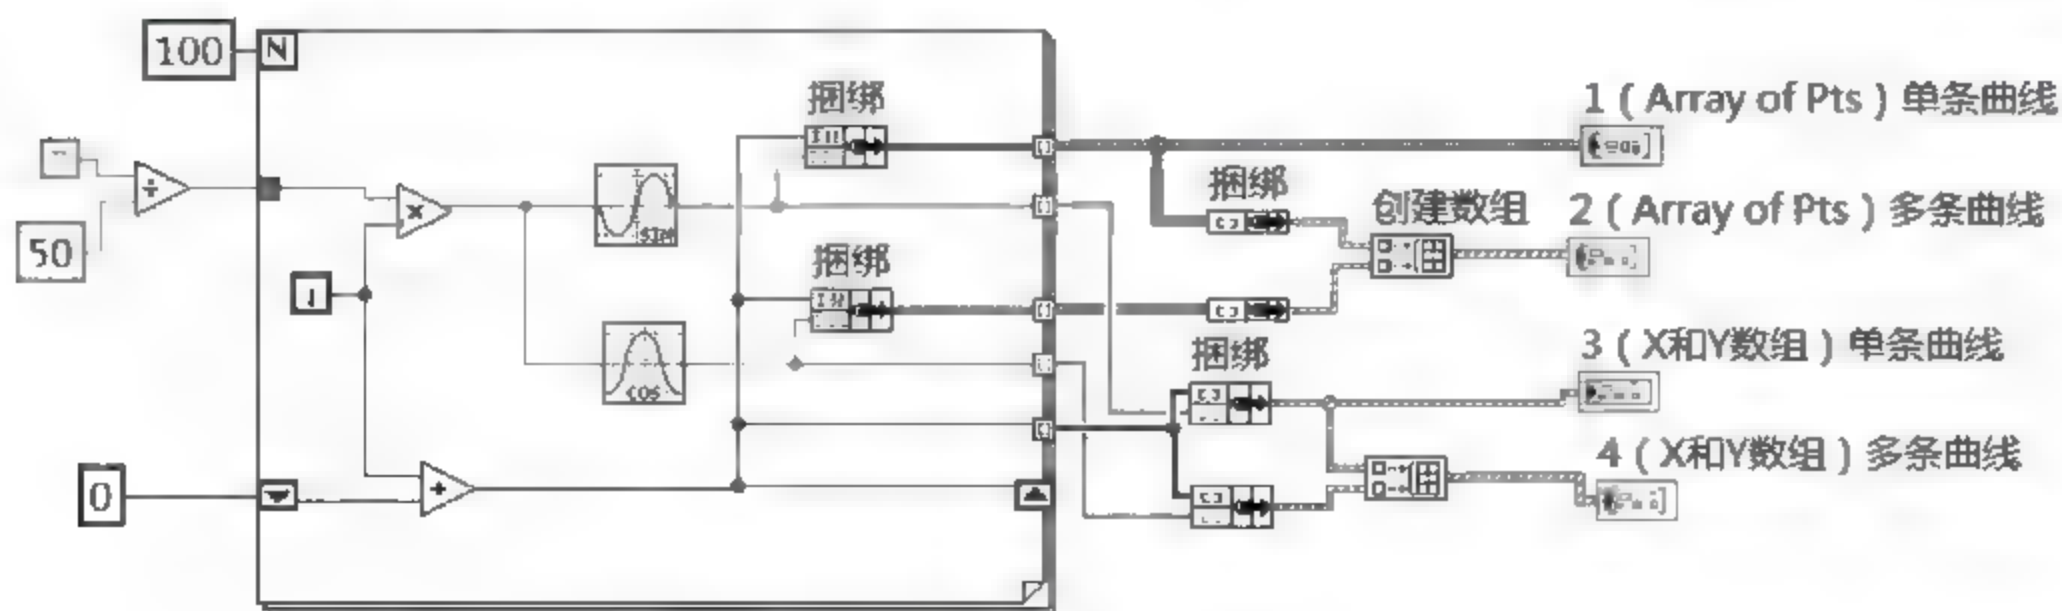 100
N
捆绑
1 ( Array of Pts ) 单条曲线
捆绑
创建数组
2 ( Array of Pts ) 多条曲线
50
SIN
捆绑
COS
捆绑
3 ( X和Y数组 ) 单条曲线
4 ( X和Y数组 ) 多条曲线
0